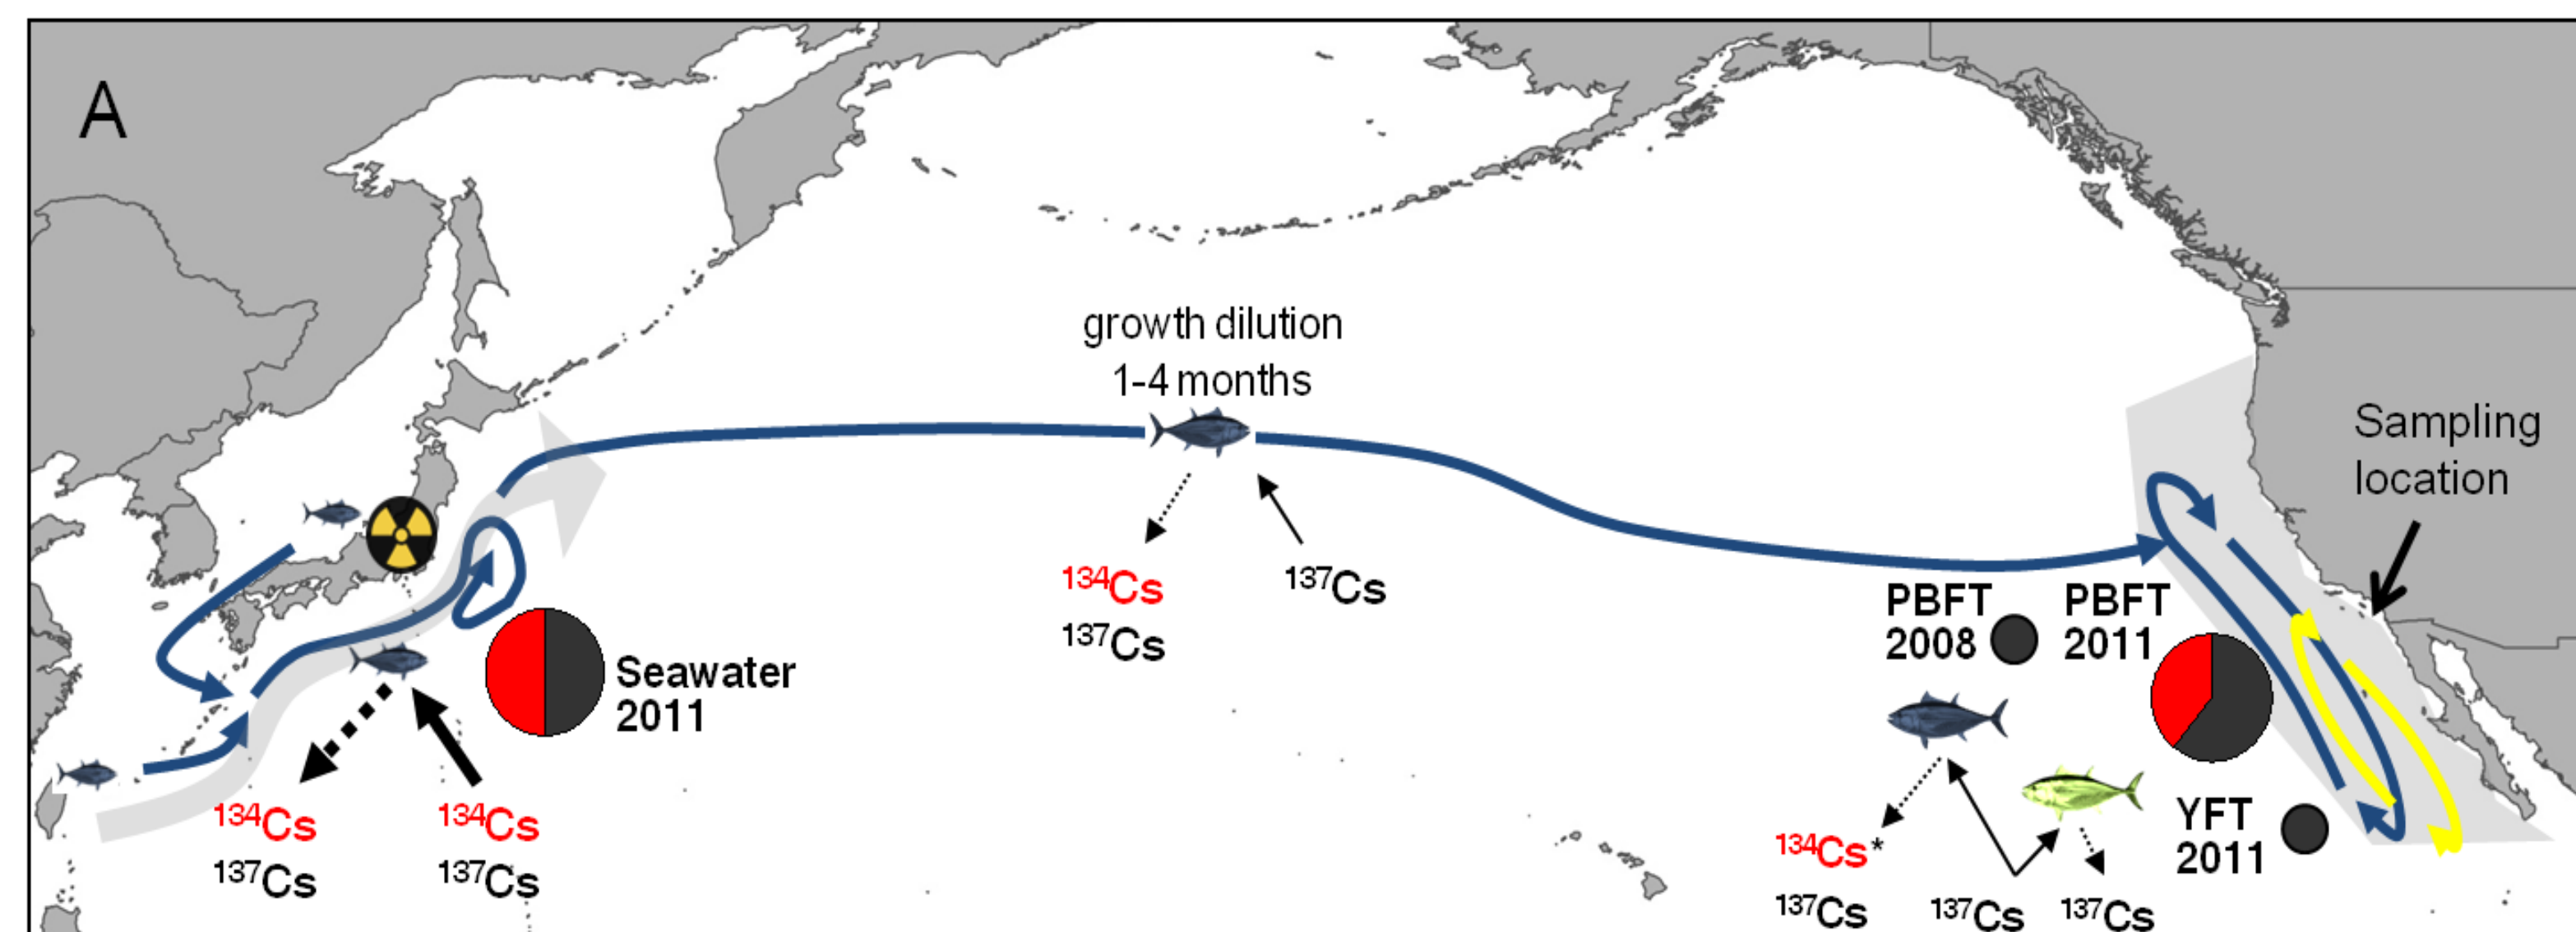 A
growth dilution
1-4 months
Sampling
location
¹³⁴Cs
¹³⁷Cs
¹³⁷Cs
PBFT
2008
PBFT
2011
Seawater
2011
¹³⁴Cs
¹³⁷Cs
¹³⁴Cs
¹³⁷Cs
YFT
2011
¹³⁴Cs*
¹³⁷Cs
¹³⁷Cs
¹³⁷Cs